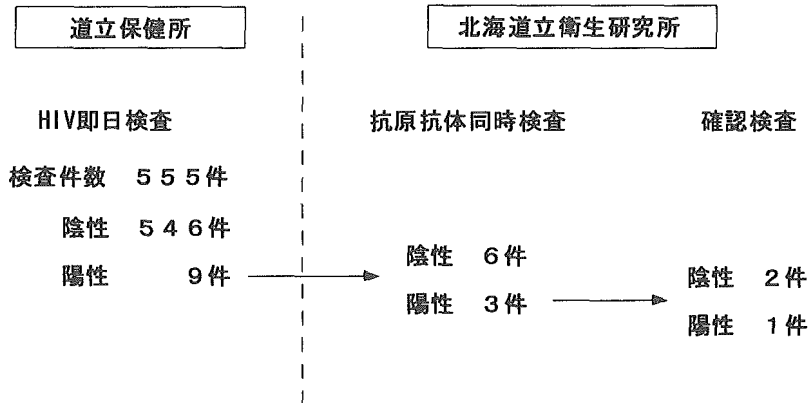 道立保健所
北海道立衛生研究所
HIV即日検査
抗原抗体同時検査
確認検査
検査件数 555件
陰性 546件
陽性 9件
陰性 6件
陽性 3件
陰性 2件
陽性 1件